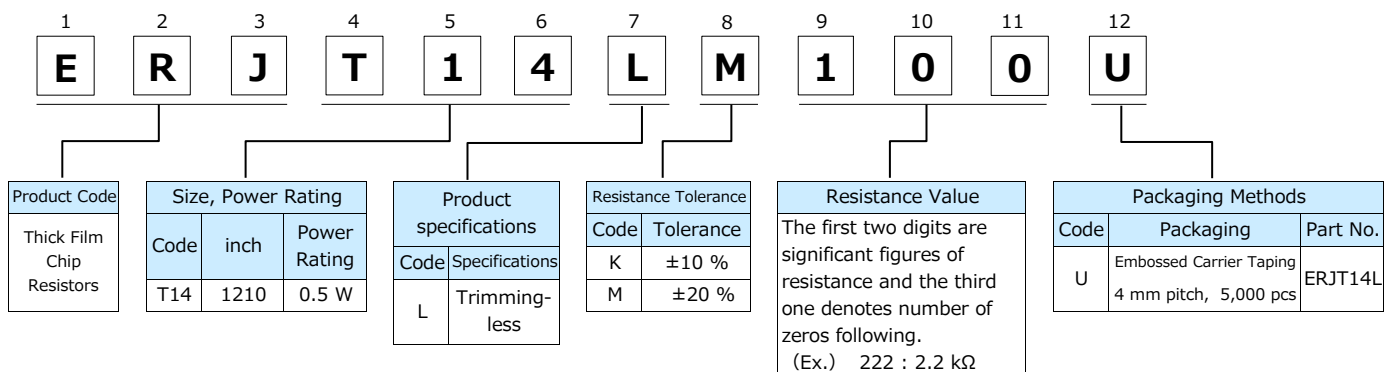 1 2 3 4 5 6 7 8 9 10 11 12
E R J T 1 4 L M 1 0 0 U
Product Code
Thick Film
Chip
Resistors
Size, Power Rating
Code inch Power Rating
T14 1210 0.5 W
Product
specifications
Code Specifications
L Trimming-
less
Resistance Tolerance
Code Tolerance
K ±10 %
M ±20 %
Resistance Value
The first two digits are
significant figures of
resistance and the third
one denotes number of
zeros following.
(Ex.) 222 : 2.2 kΩ
Packaging Methods
Code Packaging Part No.
U Embossed Carrier Taping
4 mm pitch, 5,000 pcs ERJT14L